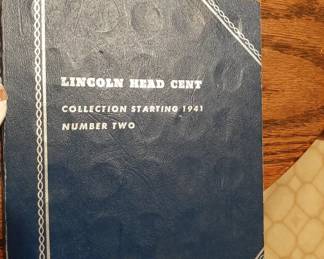 LINCOLN HEAD CENT
COLLECTION STARTING 1941
NUMBER TWO